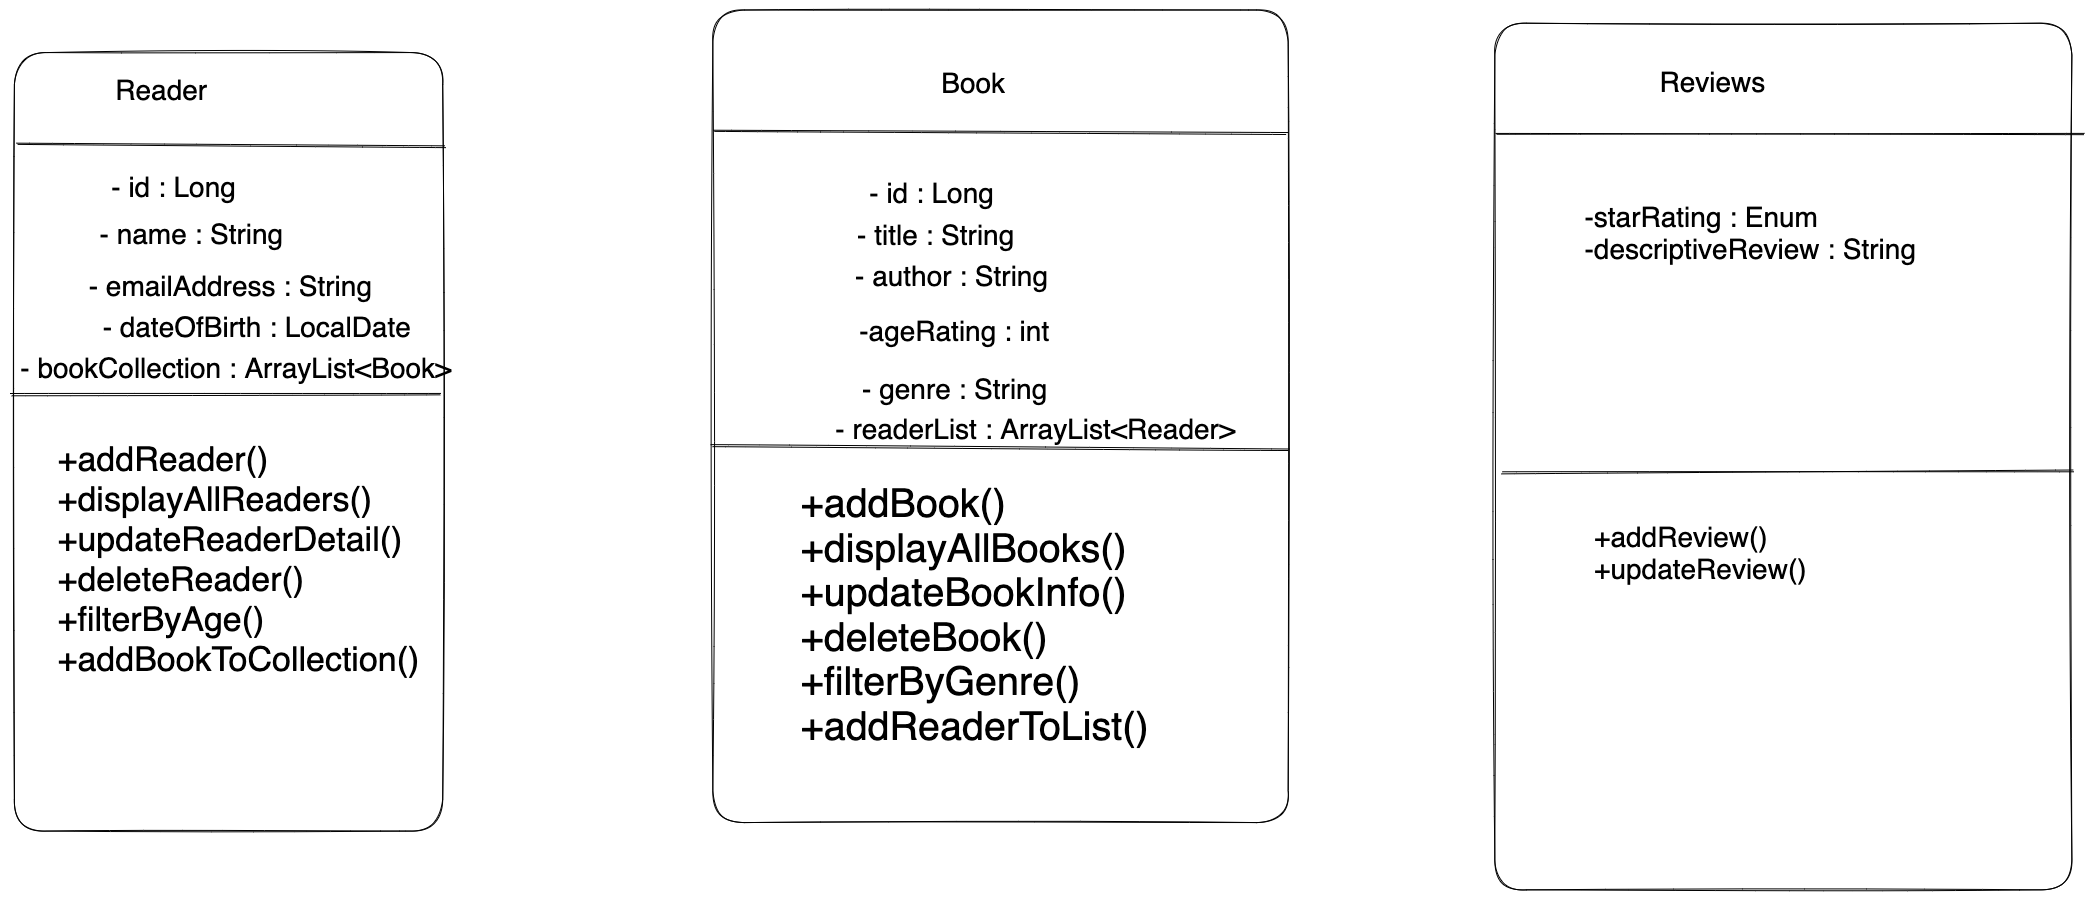 Reader
- id : Long
- name : String
- emailAddress : String
- dateOfBirth : LocalDate
- bookCollection : ArrayList<Book>
+addReader()
+displayAllReaders()
+updateReaderDetail()
+deleteReader()
+filterByAge()
+addBookToCollection()
Book
- id : Long
- title : String
- author : String
-ageRating : int
- genre : String
- readerList : ArrayList<Reader>
+addBook()
+displayAllBooks()
+updateBookInfo()
+deleteBook()
+filterByGenre()
+addReaderToList()
Reviews
-starRating : Enum
-descriptiveReview : String
+addReview()
+updateReview()